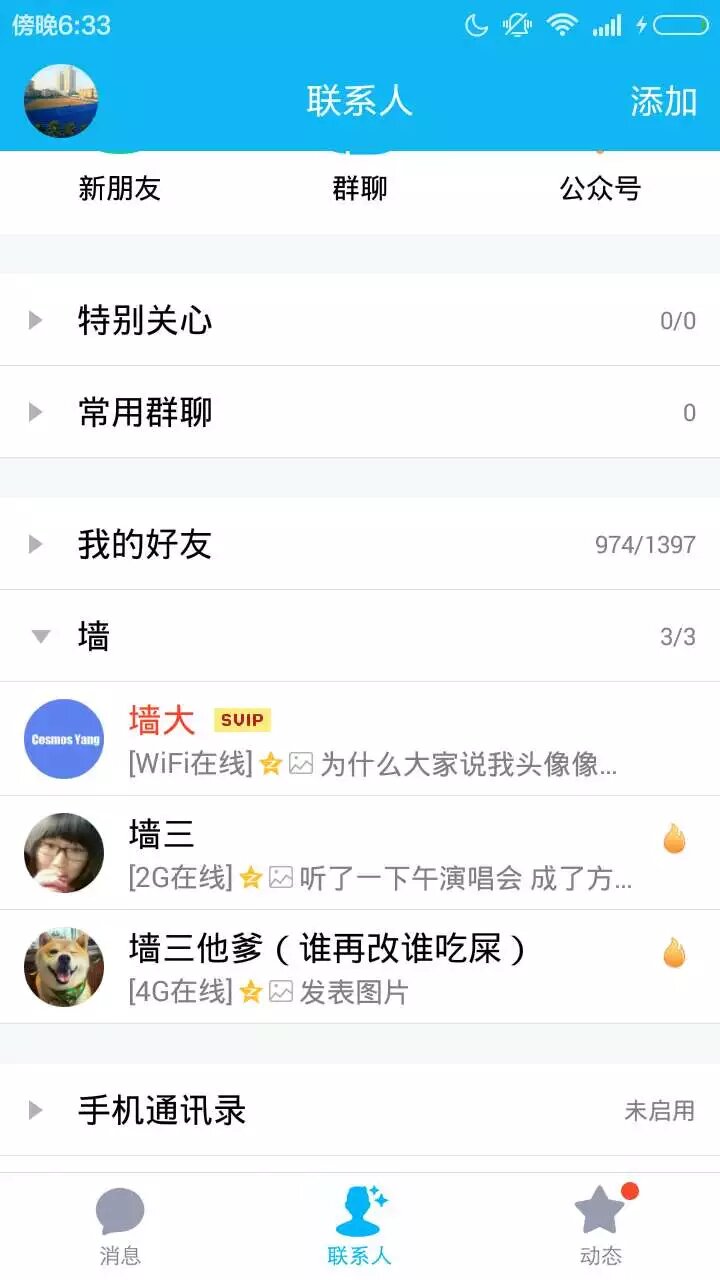 傍晚6:33
联系人
添加
新朋友
群聊
公众号
特别关心
0/0
常用群聊
0
我的好友
974/1397
墙
3/3
Cosmos Yang
墙大 SVIP
[WiFi在线] 为什么大家说我头像像...
墙三
[2G在线] 听了一下午演唱会 成了方...
墙三他爹（谁再改谁吃屎）
[4G在线] 发表图片
手机通讯录
未启用
消息
联系人
动态